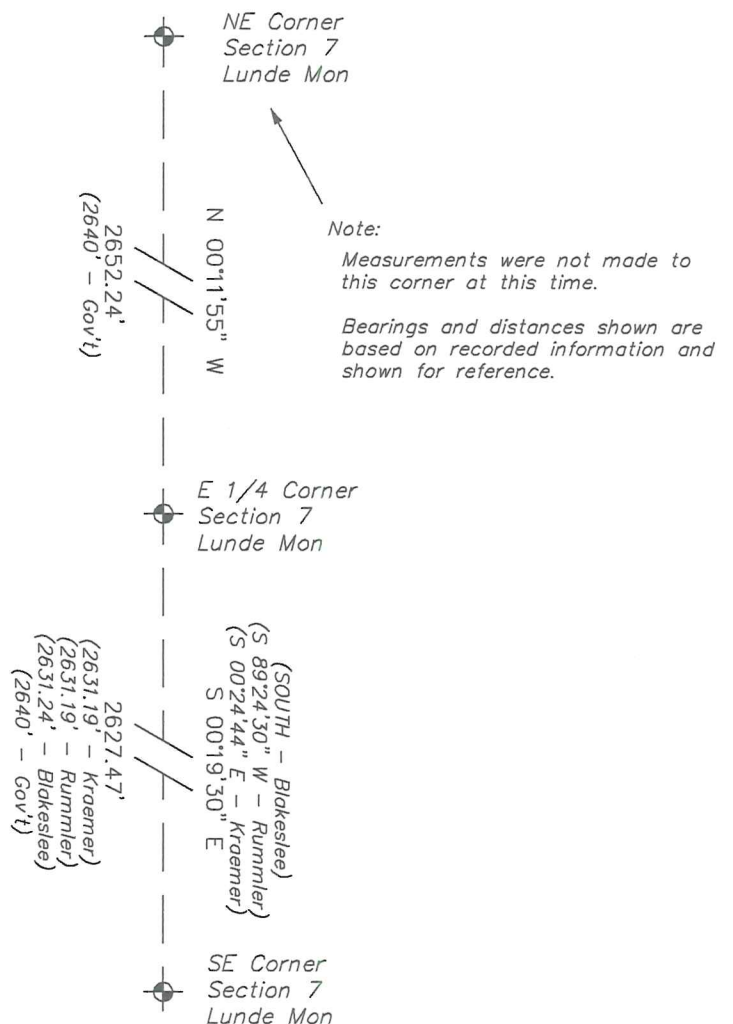 NE Corner
Section 7
Lunde Mon
N 00°11'55" W
2652.24'
(2640' - Gov't)
Note:
Measurements were not made to
this corner at this time.
Bearings and distances shown are
based on recorded information and
shown for reference.
E 1/4 Corner
Section 7
Lunde Mon
(SOUTH - Blakeslee)
(S 89°24'30" W - Rummler)
(S 00°24'44" E - Kraemer)
S 00°19'30" E
2627.47'
(2631.19' - Kraemer)
(2631.19' - Rummler)
(2631.24' - Blakeslee)
(2640' - Gov't)
SE Corner
Section 7
Lunde Mon